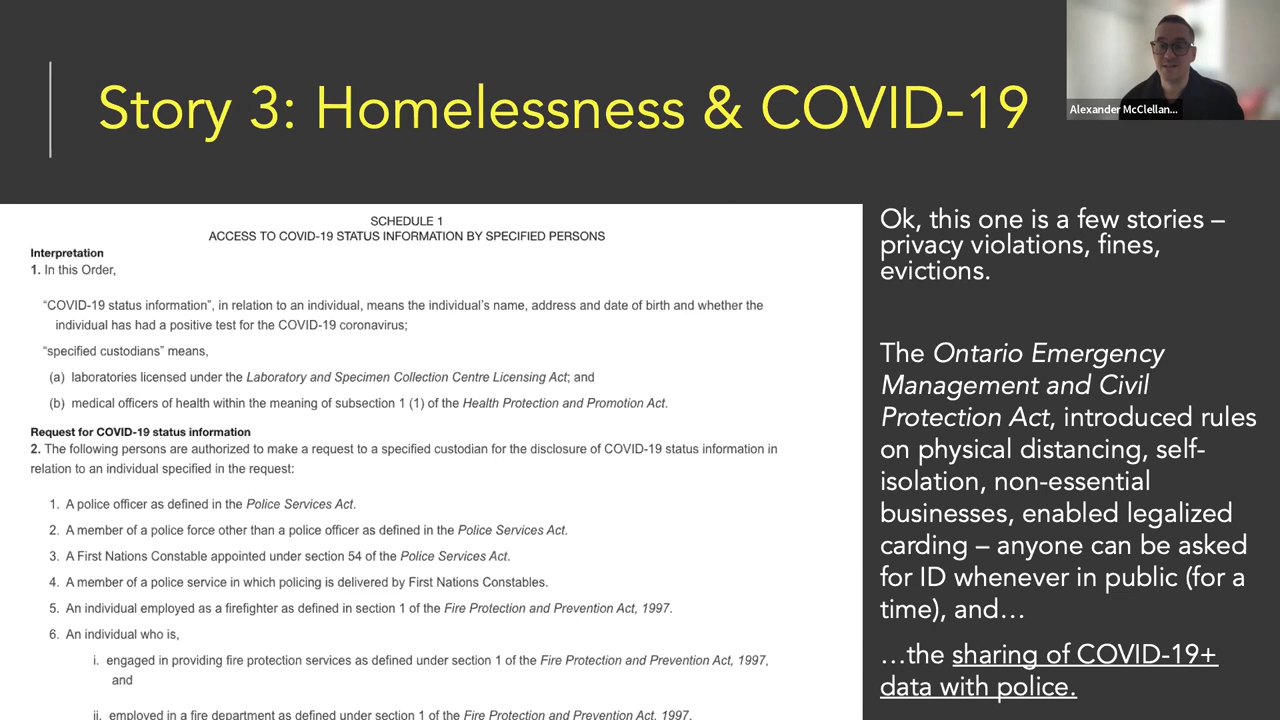 Story 3: Homelessness & COVID-19
Alexander McClellan...
SCHEDULE 1
ACCESS TO COVID-19 STATUS INFORMATION BY SPECIFIED PERSONS
Interpretation
1. In this Order,
“COVID-19 status information”, in relation to an individual, means the individual’s name, address and date of birth and whether the
individual has had a positive test for the COVID-19 coronavirus;
“specified custodians” means,
(a) laboratories licensed under the Laboratory and Specimen Collection Centre Licensing Act; and
(b) medical officers of health within the meaning of subsection 1 (1) of the Health Protection and Promotion Act.
Request for COVID-19 status information
2. The following persons are authorized to make a request to a specified custodian for the disclosure of COVID-19 status information in
relation to an individual specified in the request:
1. A police officer as defined in the Police Services Act.
2. A member of a police force other than a police officer as defined in the Police Services Act.
3. A First Nations Constable appointed under section 54 of the Police Services Act.
4. A member of a police service in which policing is delivered by First Nations Constables.
5. An individual employed as a firefighter as defined in section 1 of the Fire Protection and Prevention Act, 1997.
6. An individual who is,
i. engaged in providing fire protection services as defined under section 1 of the Fire Protection and Prevention Act, 1997,
and
ii. employed in a fire department as defined under section 1 of the Fire Protection and Prevention Act, 1997.
Ok, this one is a few stories –
privacy violations, fines,
evictions.
The Ontario Emergency
Management and Civil
Protection Act, introduced rules
on physical distancing, self-
isolation, non-essential
businesses, enabled legalized
carding – anyone can be asked
for ID whenever in public (for a
time), and…
…the sharing of COVID-19+
data with police.